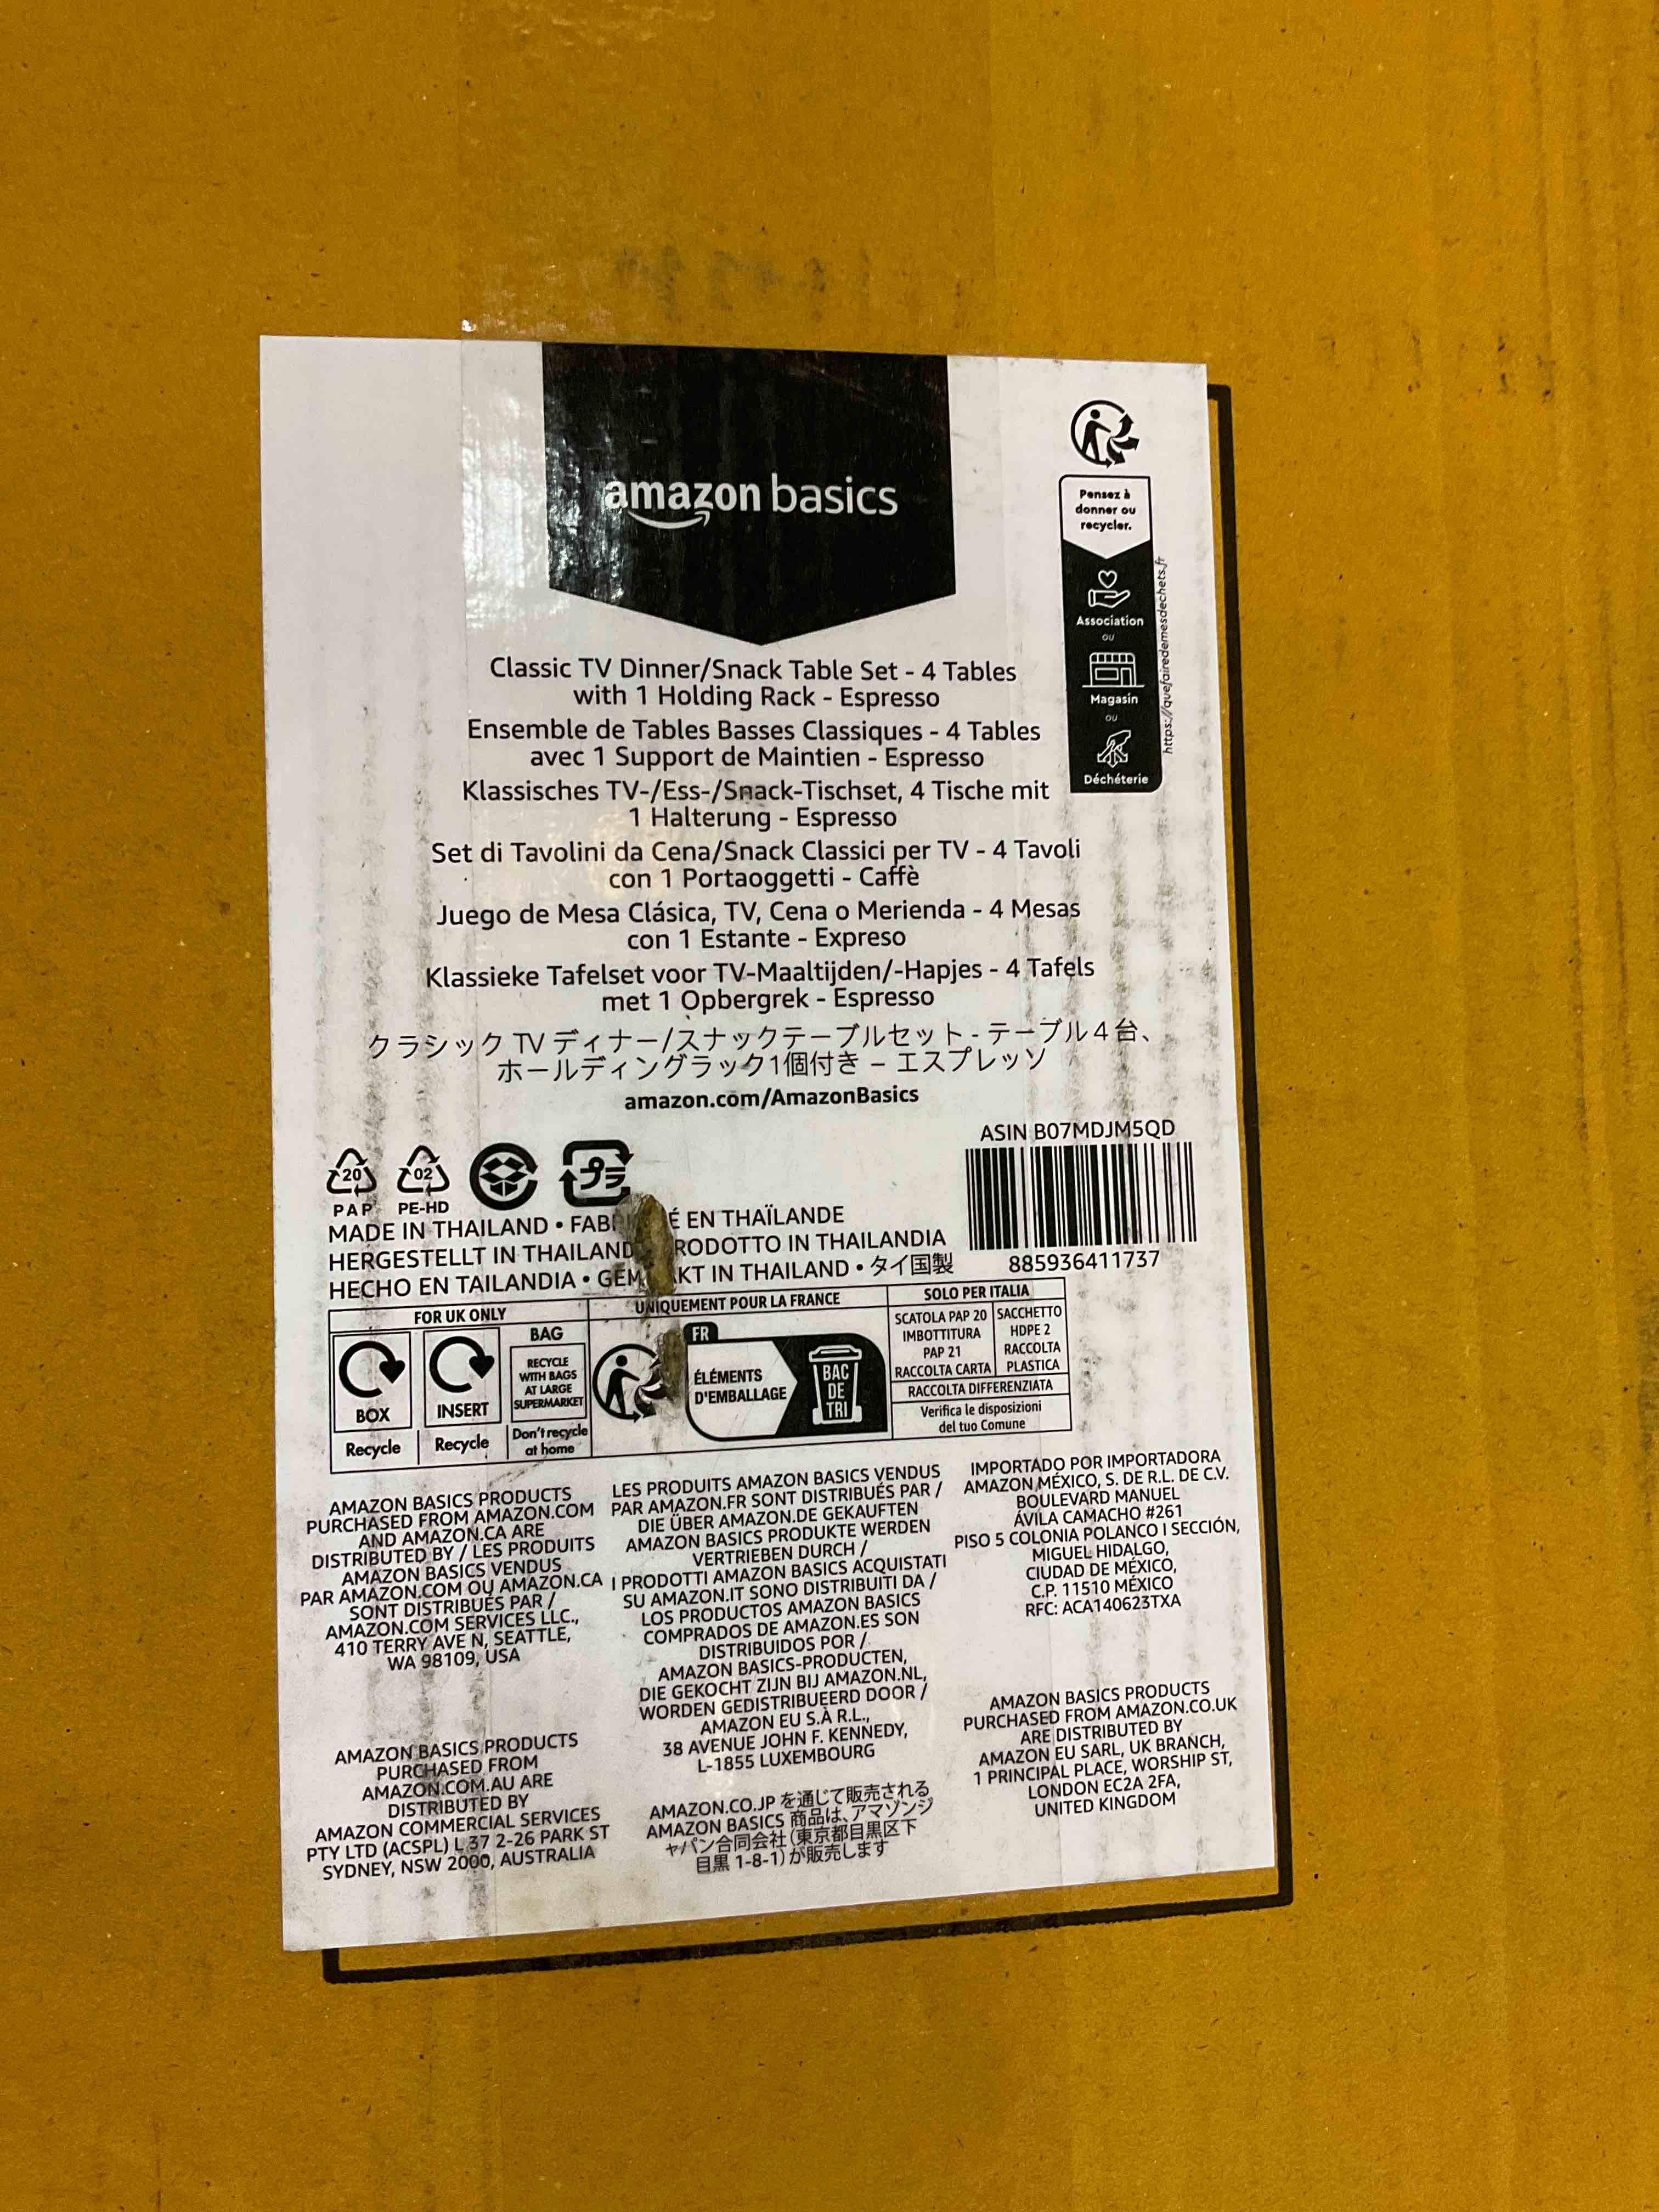 amazon basics
Pensez à
donner ou
recycler.
Association
ou
Magasin
ou
Déchèterie
https://quefairedemesdechets.fr
Classic TV Dinner/Snack Table Set - 4 Tables
with 1 Holding Rack - Espresso
Ensemble de Tables Basses Classiques - 4 Tables
avec 1 Support de Maintien - Espresso
Klassisches TV-/Ess-/Snack-Tischset, 4 Tische mit
1 Halterung - Espresso
Set di Tavolini da Cena/Snack Classici per TV - 4 Tavoli
con 1 Portaoggetti - Caffè
Juego de Mesa Clásica, TV, Cena o Merienda - 4 Mesas
con 1 Estante - Expreso
Klassieke Tafelset voor TV-Maaltijden/-Hapjes - 4 Tafels
met 1 Opbergrek - Espresso
クラシック TV ディナー/スナックテーブルセット - テーブル4台、
ホールディングラック1個付き – エスプレッソ
amazon.com/AmazonBasics
ASIN B07MDJM5QD
885936411737
20
PAP
02
PE-HD
プラ
MADE IN THAILAND • EN THAÏLANDE
HERGESTELLT IN THAILAND IN THAILANDIA
HECHO EN TAILANDIA • IN THAILAND • タイ国製
FOR UK ONLY
BOX
Recycle
INSERT
Recycle
BAG
RECYCLE
WITH BAGS
AT LARGE
SUPERMARKET
Don't recycle
at home
UNIQUEMENT POUR LA FRANCE
FR
ÉLÉMENTS
D'EMBALLAGE
BAC
DE
TRI
SOLO PER ITALIA
SCATOLA PAP 20
IMBOTTITURA
PAP 21
RACCOLTA CARTA
SACCHETTO
HDPE 2
RACCOLTA
PLASTICA
RACCOLTA DIFFERENZIATA
Verifica le disposizioni
del tuo Comune
AMAZON BASICS PRODUCTS
PURCHASED FROM AMAZON.COM
AND AMAZON.CA ARE
DISTRIBUTED BY / LES PRODUITS
AMAZON BASICS VENDUS
PAR AMAZON.COM OU AMAZON.CA
SONT DISTRIBUÉS PAR /
AMAZON.COM SERVICES LLC.,
410 TERRY AVE N, SEATTLE,
WA 98109, USA
LES PRODUITS AMAZON BASICS VENDUS
PAR AMAZON.FR SONT DISTRIBUÉS PAR /
DIE ÜBER AMAZON.DE GEKAUFTEN
AMAZON BASICS PRODUKTE WERDEN
VERTRIEBEN DURCH /
I PRODOTTI AMAZON BASICS ACQUISTATI
SU AMAZON.IT SONO DISTRIBUITI DA /
LOS PRODUCTOS AMAZON BASICS
COMPRADOS DE AMAZON.ES SON
DISTRIBUIDOS POR /
AMAZON BASICS-PRODUCTEN,
DIE GEKOCHT ZIJN BIJ AMAZON.NL,
WORDEN GEDISTRIBUEERD DOOR /
AMAZON EU S.À R.L.,
38 AVENUE JOHN F. KENNEDY,
L-1855 LUXEMBOURG
IMPORTADO POR IMPORTADORA
AMAZON MÉXICO, S. DE R.L. DE C.V.
BOULEVARD MANUEL
ÁVILA CAMACHO #261
PISO 5 COLONIA POLANCO I SECCIÓN,
MIGUEL HIDALGO,
CIUDAD DE MÉXICO,
C.P. 11510 MÉXICO
RFC: ACA140623TXA
AMAZON BASICS PRODUCTS
PURCHASED FROM
AMAZON.COM.AU ARE
DISTRIBUTED BY
AMAZON COMMERCIAL SERVICES
PTY LTD (ACSPL) L 37 2-26 PARK ST
SYDNEY, NSW 2000, AUSTRALIA
AMAZON.CO.JP を通じて販売される
AMAZON BASICS 商品は、アマゾンジ
ャパン合同会社(東京都目黒区下
目黒 1-8-1)が販売します
AMAZON BASICS PRODUCTS
PURCHASED FROM AMAZON.CO.UK
ARE DISTRIBUTED BY
AMAZON EU SARL, UK BRANCH,
1 PRINCIPAL PLACE, WORSHIP ST,
LONDON EC2A 2FA,
UNITED KINGDOM